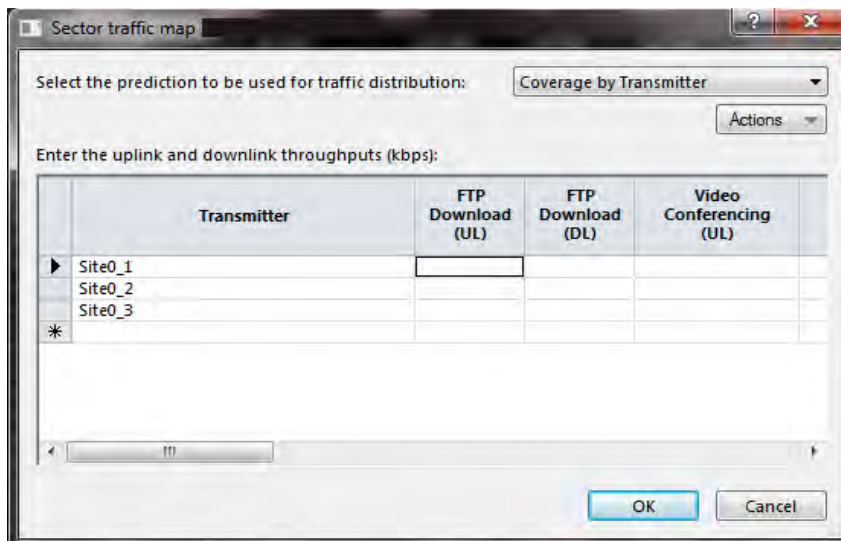 Sector traffic map
Select the prediction to be used for traffic distribution: Coverage by Transmitter
Actions
Enter the uplink and downlink throughputs (kbps):
Transmitter FTP Download (UL) FTP Download (DL) Video Conferencing (UL)
Site0_1
Site0_2
Site0_3
OK Cancel